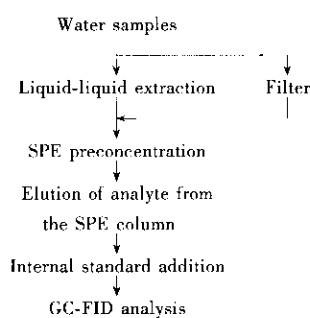 Water samples
Liquid-liquid extraction Filter
SPE preconcentration
Elution of analyte from
the SPE column
Internal standard addition
GC-FID analysis